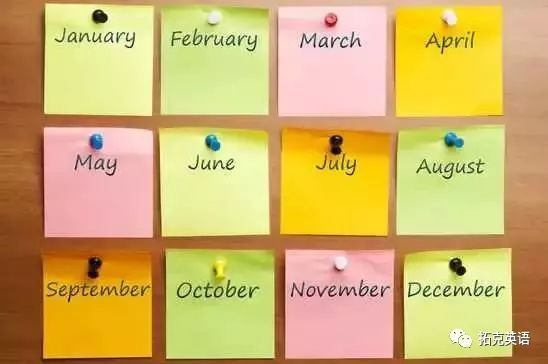 January
February
March
April
May
June
July
August
September
October
November
December
拓克英语